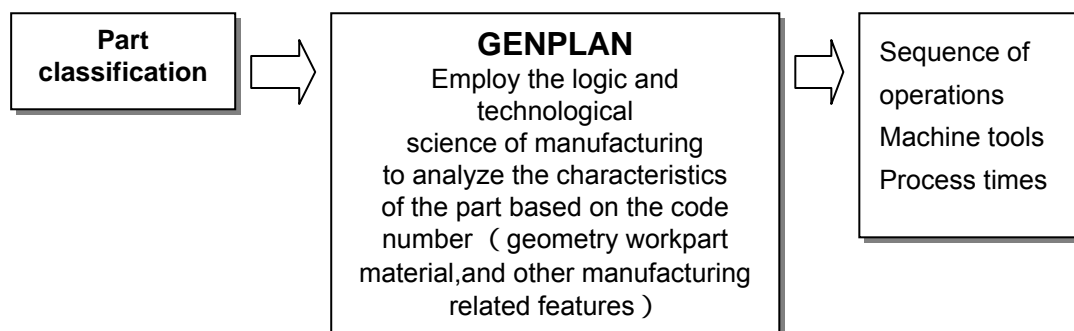 Part
classification
GENPLAN
Employ the logic and
technological
science of manufacturing
to analyze the characteristics
of the part based on the code
number （geometry workpart
material,and other manufacturing
related features）
Sequence of
operations
Machine tools
Process times